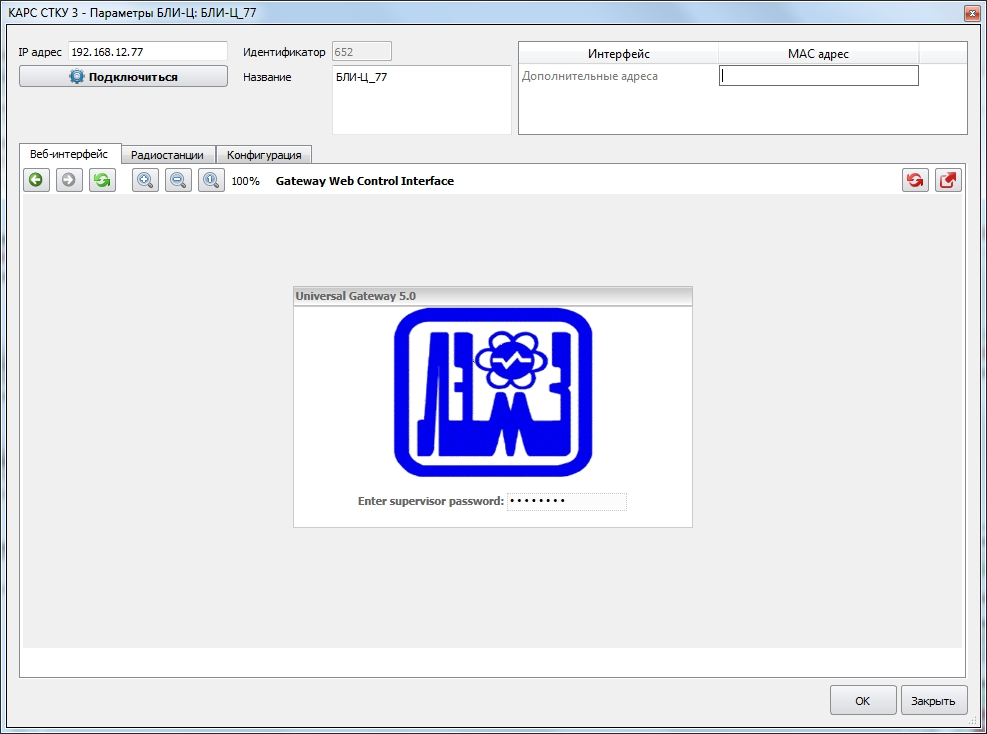 КАРС СТКУ 3 - Параметры БЛИ-Ц: БЛИ-Ц_77
IP адрес 192.168.12.77
Идентификатор 652
Подключиться
Название БЛИ-Ц_77
Интерфейс MAC адрес
Дополнительные адреса
Веб-интерфейс Радиостанции Конфигурация
100% Gateway Web Control Interface
Universal Gateway 5.0
ЛЕМЗ
Enter supervisor password: ••••••••
OK Закрыть